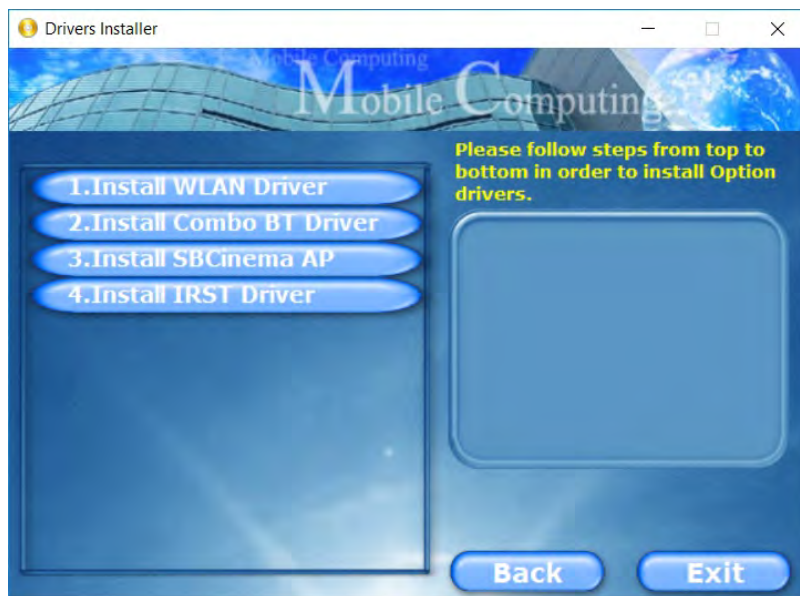 Drivers Installer
Mobile Computing
Mobile Computing
1.Install WLAN Driver
2.Install Combo BT Driver
3.Install SBCinema AP
4.Install IRST Driver
Please follow steps from top to
bottom in order to install Option
drivers.
Back
Exit